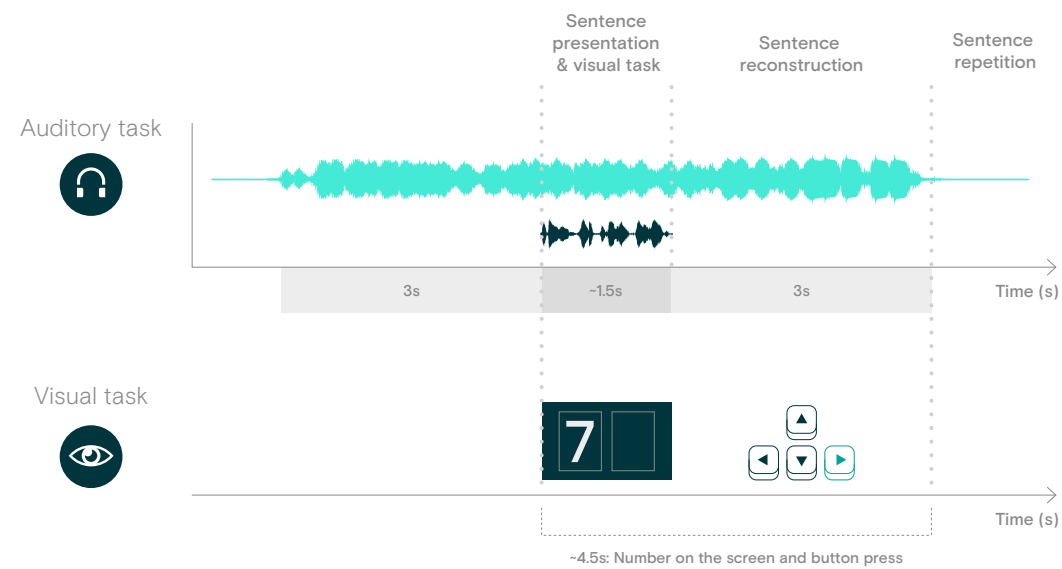 Sentence
presentation
& visual task
Sentence
reconstruction
Sentence
repetition
Auditory task
3s
~1.5s
3s
Time (s)
Visual task
7
Time (s)
~4.5s: Number on the screen and button press